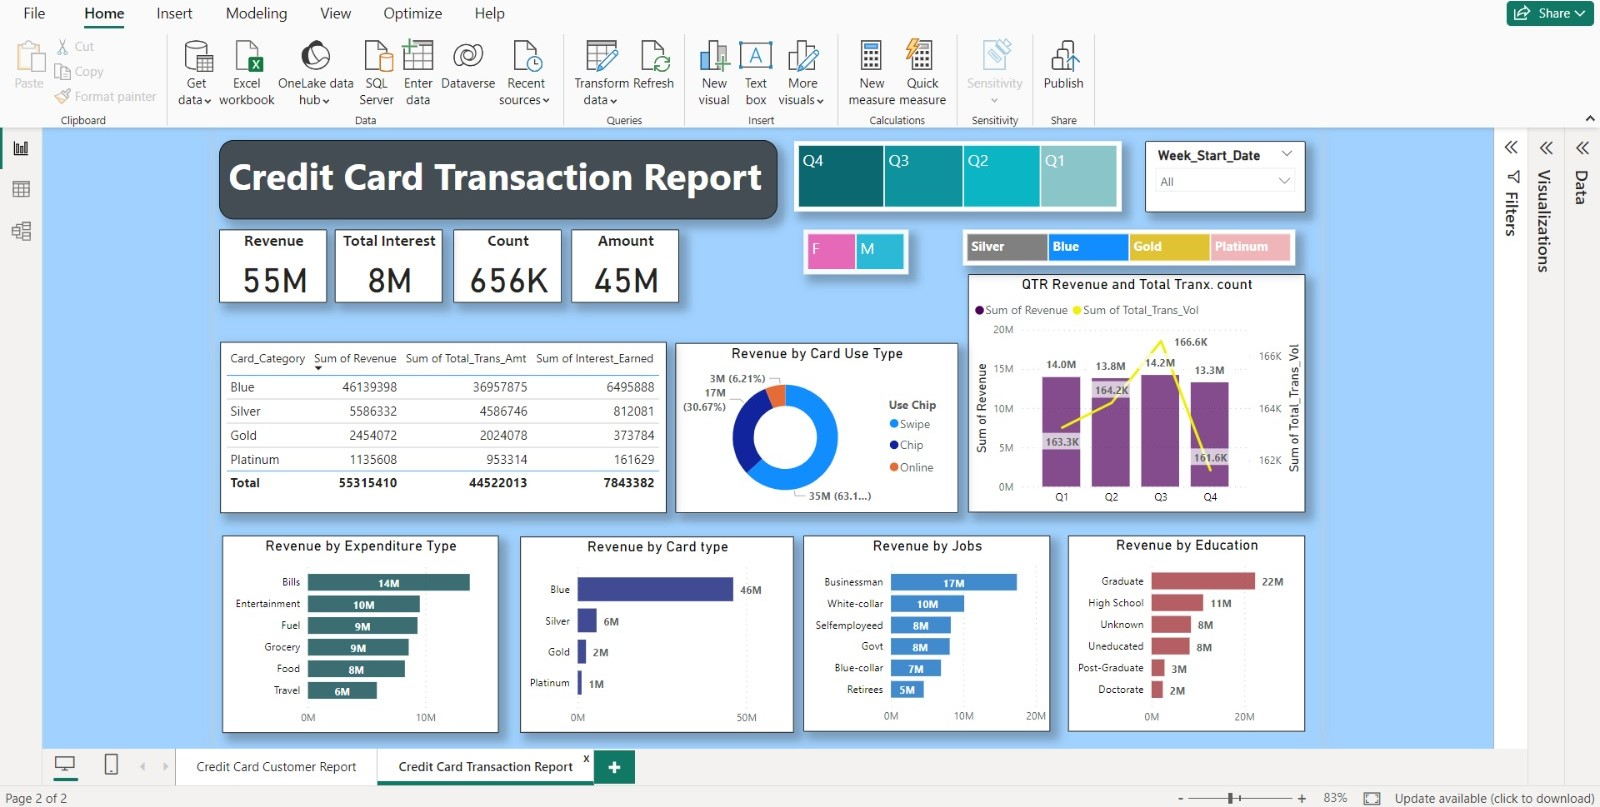 File Home Insert Modeling View Optimize Help
Share
Paste
Cut
Copy
Format painter
Clipboard
Get data
Excel workbook
OneLake data hub
SQL Server
Enter data
Dataverse
Recent sources
Data
Transform data
Refresh
Queries
New visual
Text box
More visuals
Insert
New measure
Quick measure
Calculations
Sensitivity
Sensitivity
Publish
Share
Credit Card Transaction Report
Q4 Q3 Q2 Q1
Week_Start_Date
All
Filters
Visualizations
Data
Revenue
55M
Total Interest
8M
Count
656K
Amount
45M
F M
Silver Blue Gold Platinum
Card_Category Sum of Revenue Sum of Total_Trans_Amt Sum of Interest_Earned
Blue 46139398 36957875 6495888
Silver 5586332 4586746 812081
Gold 2454072 2024078 373784
Platinum 1135608 953314 161629
Total 55315410 44522013 7843382
Revenue by Card Use Type
3M (6.21%)
17M
(30.67%)
35M (63.1...)
Use Chip
Swipe
Chip
Online
QTR Revenue and Total Tranx. count
Sum of Revenue Sum of Total_Trans_Vol
Sum of Revenue
20M
15M
10M
5M
0M
14.0M 13.8M 14.2M 13.3M
163.3K 164.2K 166.6K 161.6K
Q1 Q2 Q3 Q4
166K
164K
162K
Sum of Total_Trans_Vol
Revenue by Expenditure Type
Bills 14M
Entertainment 10M
Fuel 9M
Grocery 9M
Food 8M
Travel 6M
0M 10M
Revenue by Card type
Blue 46M
Silver 6M
Gold 2M
Platinum 1M
0M 50M
Revenue by Jobs
Businessman 17M
White-collar 10M
Selfemployeed 8M
Govt 8M
Blue-collar 7M
Retirees 5M
0M 10M 20M
Revenue by Education
Graduate 22M
High School 11M
Unknown 8M
Uneducated 8M
Post-Graduate 3M
Doctorate 2M
0M 20M
Credit Card Customer Report
Credit Card Transaction Report x
+
Page 2 of 2
- + 83%
Update available (click to download)